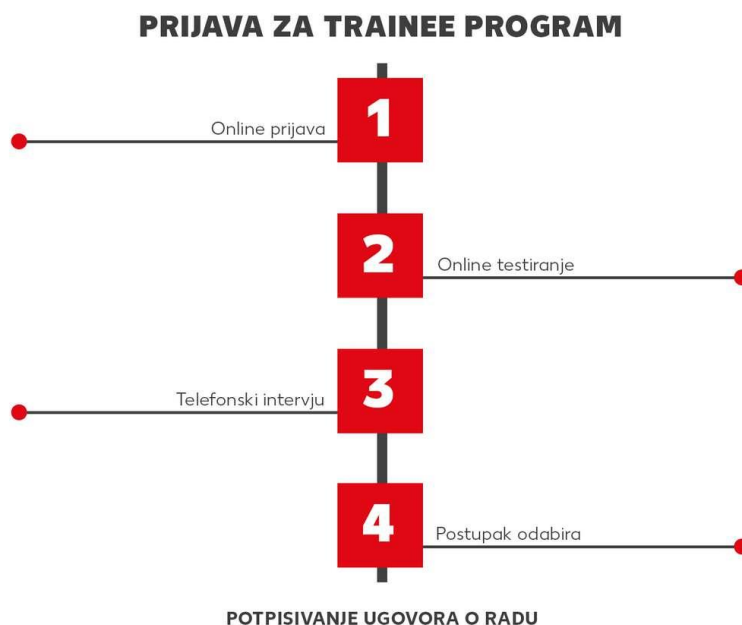 PRIJAVA ZA TRAINEE PROGRAM
1
Online prijava
2
Online testiranje
3
Telefonski intervju
4
Postupak odabira
POTPISIVANJE UGOVORA O RADU